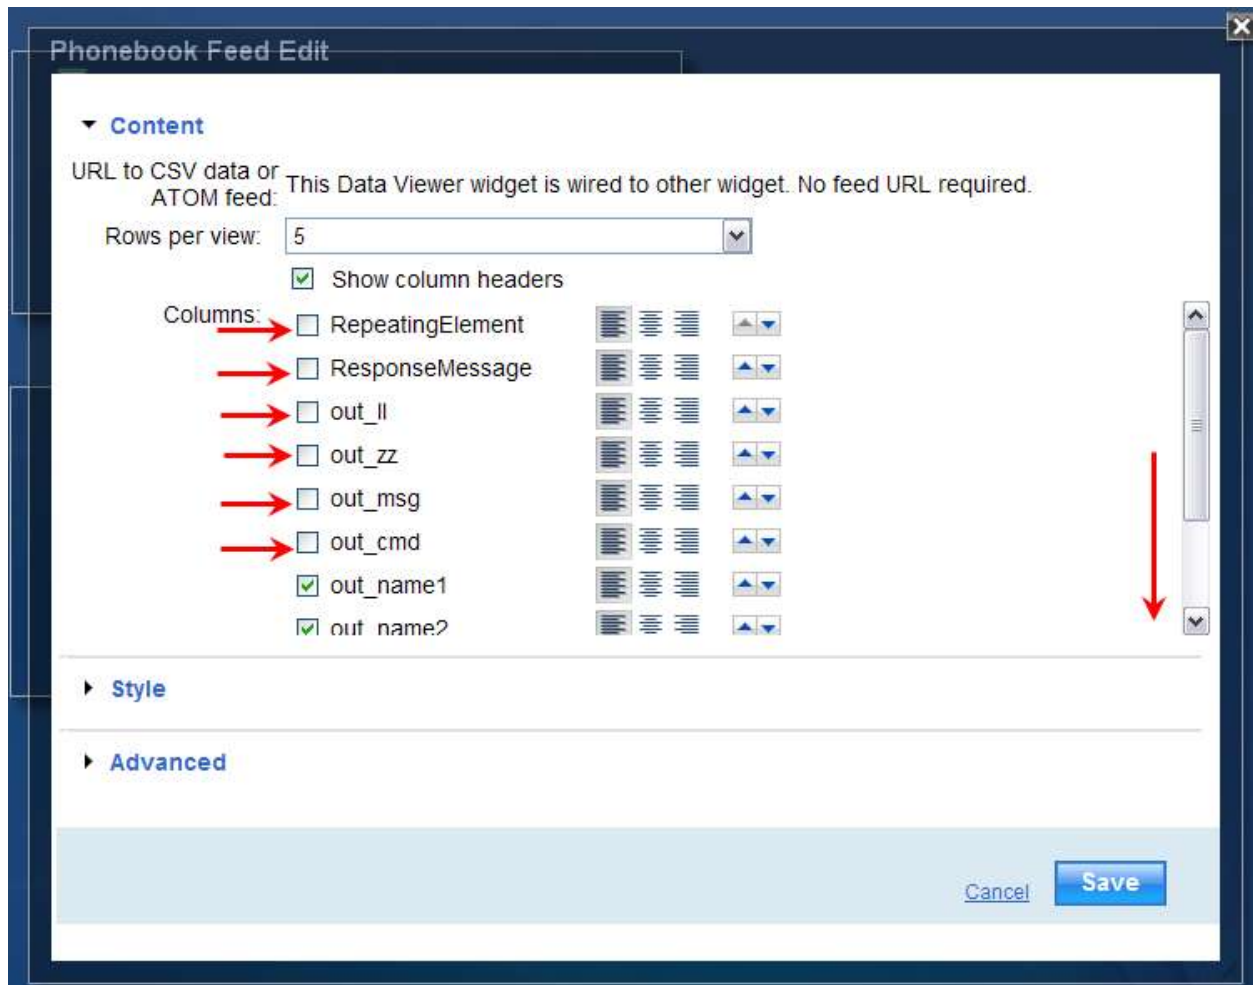 Phonebook Feed Edit
Content
URL to CSV data or
ATOM feed:
This Data Viewer widget is wired to other widget. No feed URL required.
Rows per view: 5
Show column headers
Columns:
RepeatingElement
ResponseMessage
out_ll
out_zz
out_msg
out_cmd
out_name1
out_name2
Style
Advanced
Cancel Save